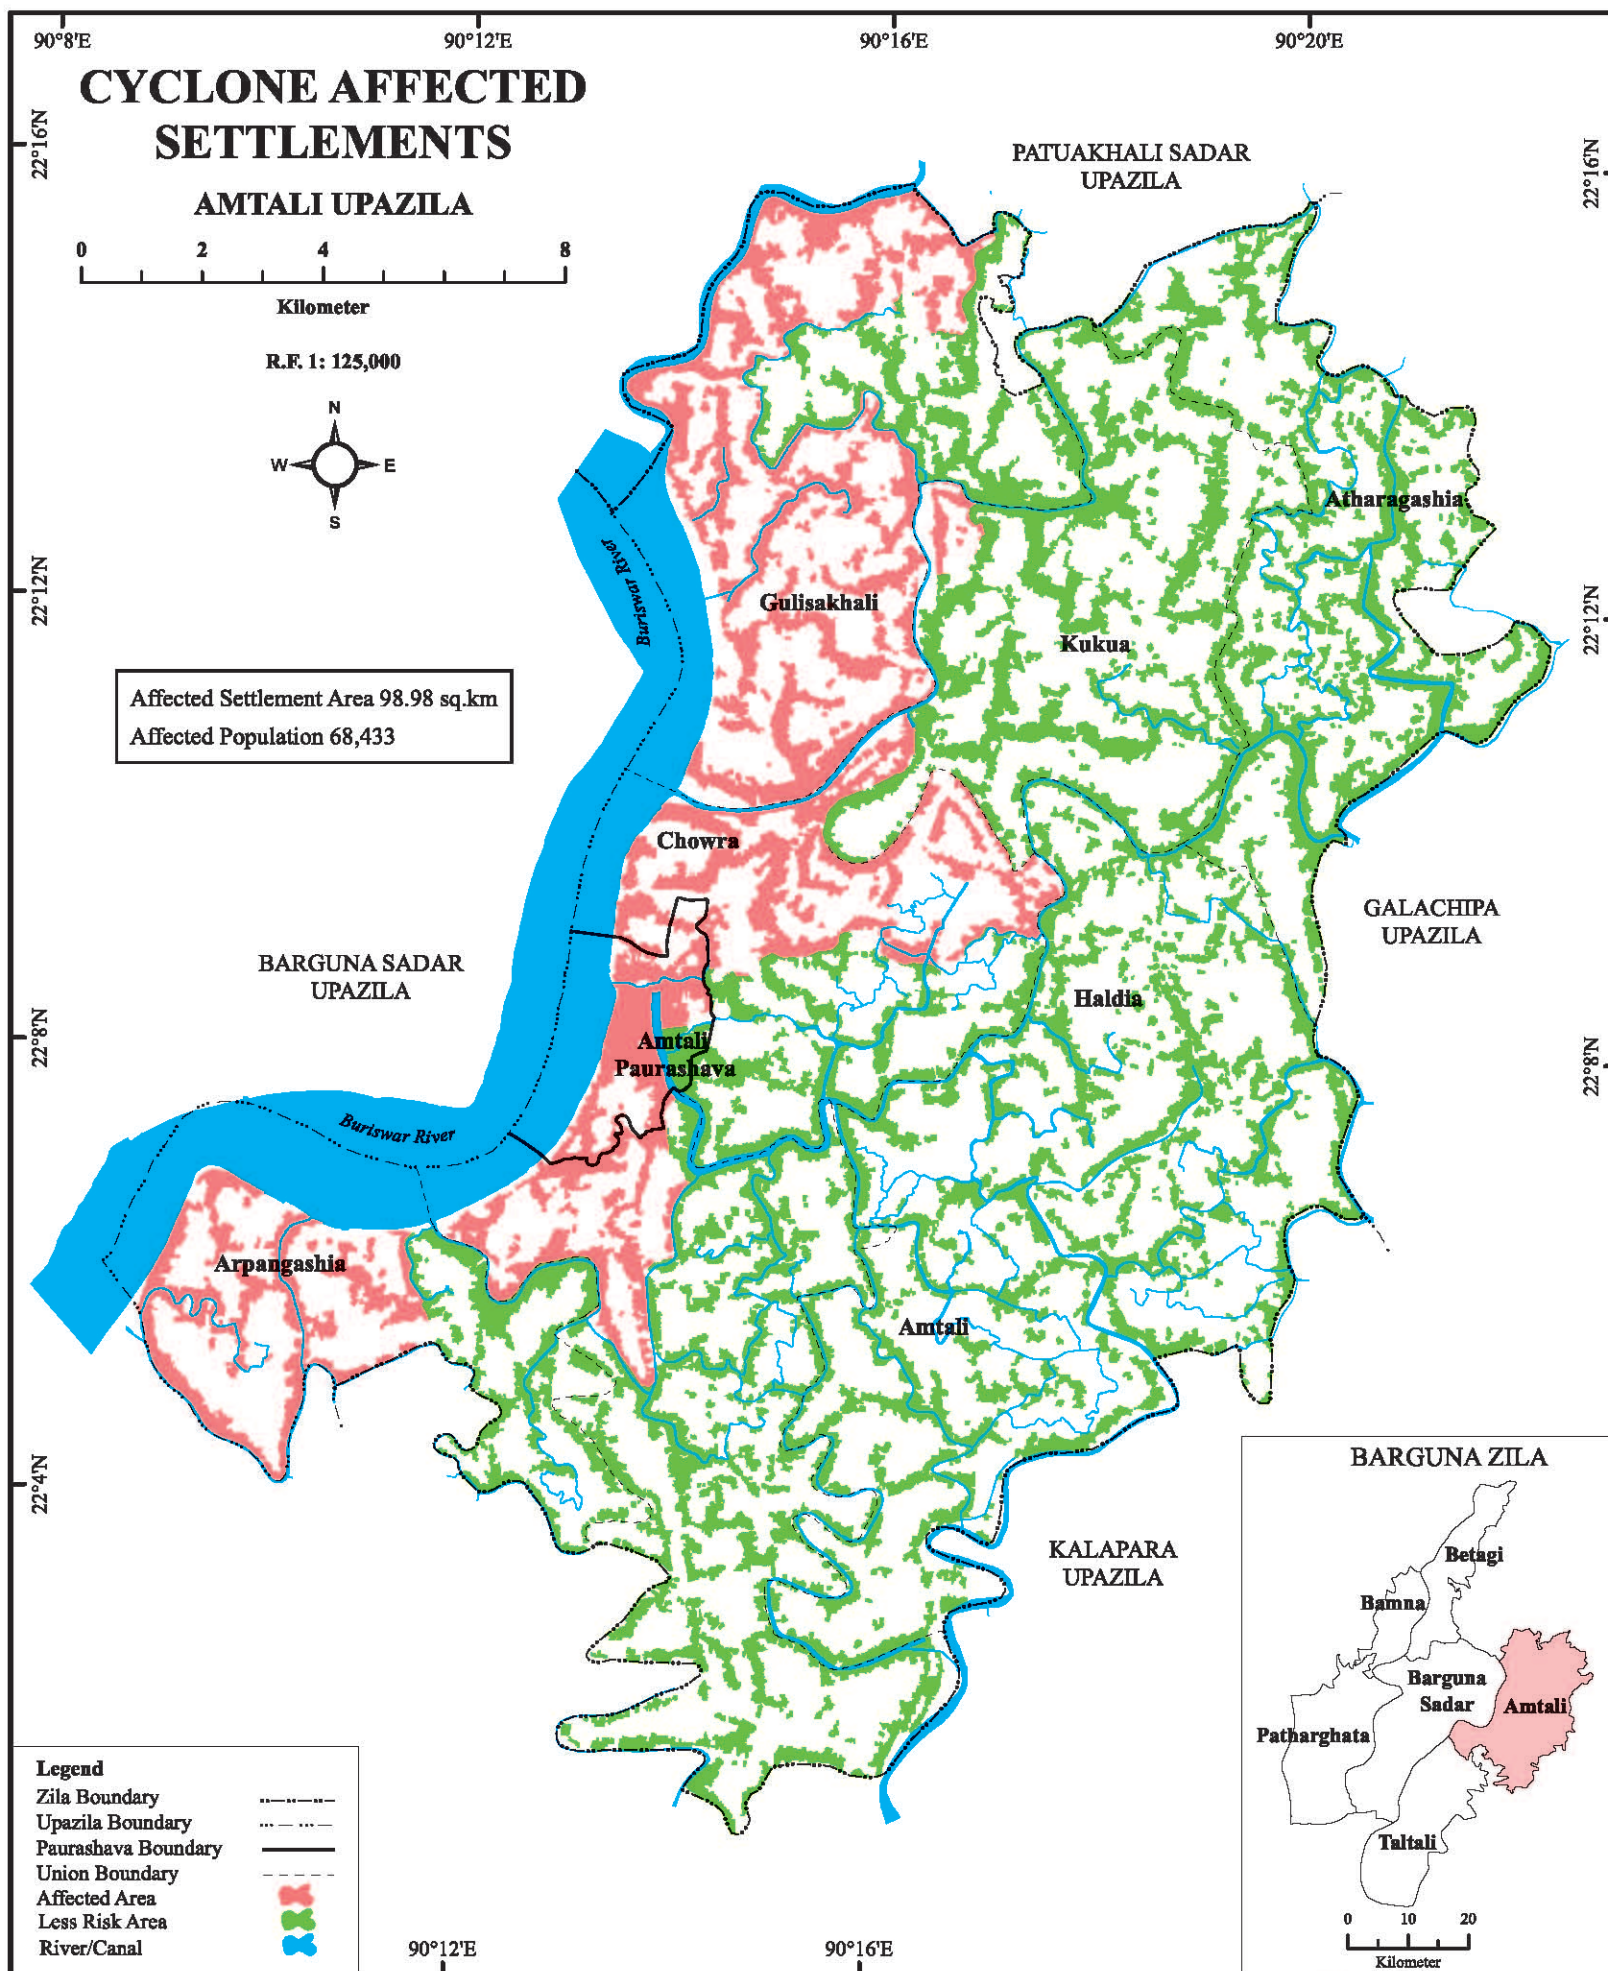 90°8'E
90°12'E
90°16'E
90°20'E
CYCLONE AFFECTED
SETTLEMENTS
AMTALI UPAZILA
0 2 4 8
Kilometer
R.F. 1: 125,000
N
W E
S
22°16'N
22°16'N
PATUAKHALI SADAR
UPAZILA
Atharagashia
Buriswar River
22°12'N
22°12'N
Gulisakhali
Kukua
Affected Settlement Area 98.98 sq.km
Affected Population 68,433
Chowra
GALACHIPA
UPAZILA
BARGUNA SADAR
UPAZILA
Haldia
22°8'N
22°8'N
Amtali
Paurashava
Buriswar River
Arpangashia
Amtali
22°4'N
KALAPARA
UPAZILA
BARGUNA ZILA
Betagi
Bamna
Barguna
Sadar
Amtali
Patharghata
Taltali
0 10 20
Kilometer
Legend
Zila Boundary
Upazila Boundary
Paurashava Boundary
Union Boundary
Affected Area
Less Risk Area
River/Canal
90°12'E
90°16'E